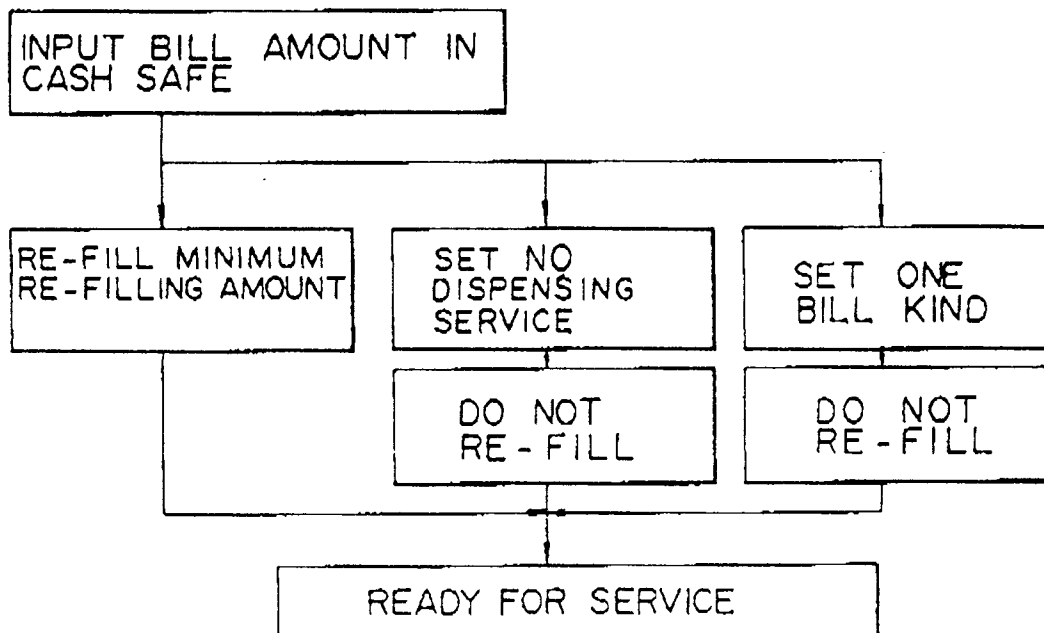 INPUT BILL AMOUNT IN
CASH SAFE
RE-FILL MINIMUM
RE-FILLING AMOUNT
SET NO
DISPENSING
SERVICE
SET ONE
BILL KIND
DO NOT
RE-FILL
DO NOT
RE-FILL
READY FOR SERVICE